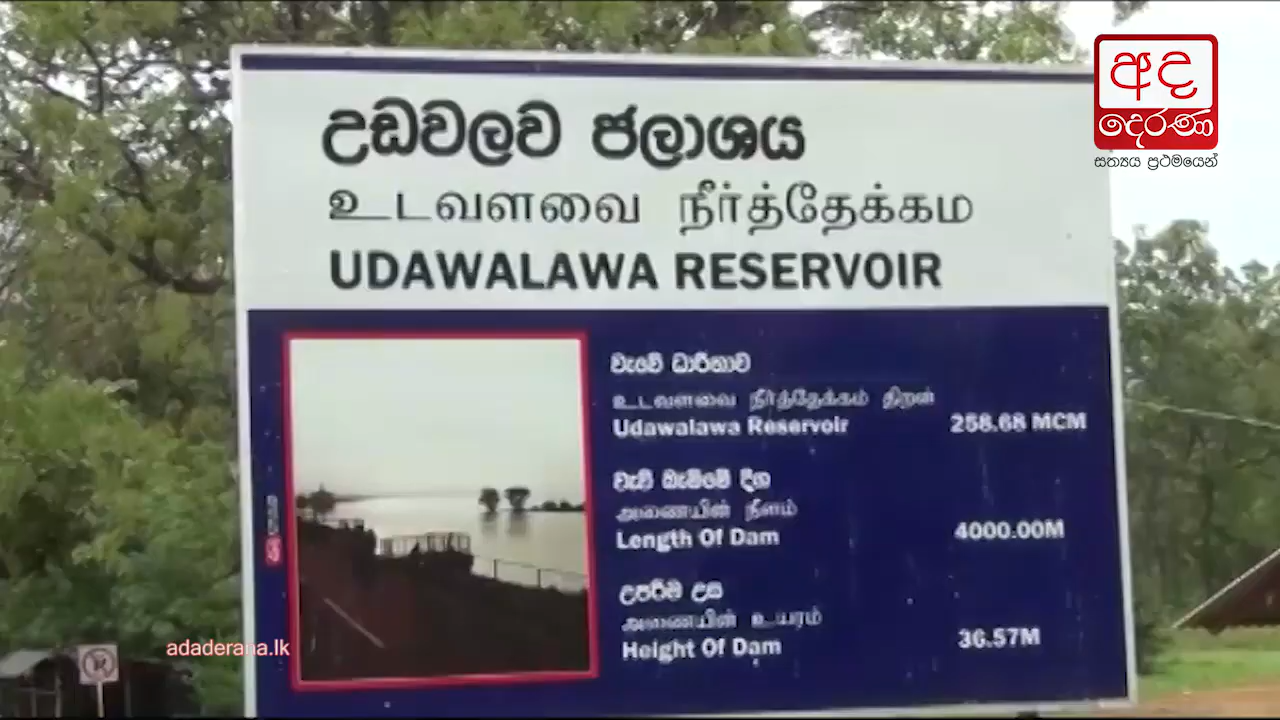 උඩවලව ජලාශය
உடவளவை நீர்த்தேக்கம
UDAWALAWA RESERVOIR
වැවේ ධාරිතාව
உடவளவை நீர்த்தேக்கம் திறன்
Udawalawa Reservoir 258.68 MCM
වැව් බැම්මේ දිග
அணையின் நீளம்
Length Of Dam 4000.00M
උපරිම උස
அணையின் உயரம்
Height Of Dam 36.57M
අද
දෙරණ
සත්‍යය ප්‍රථමයෙන්
adaderana.lk